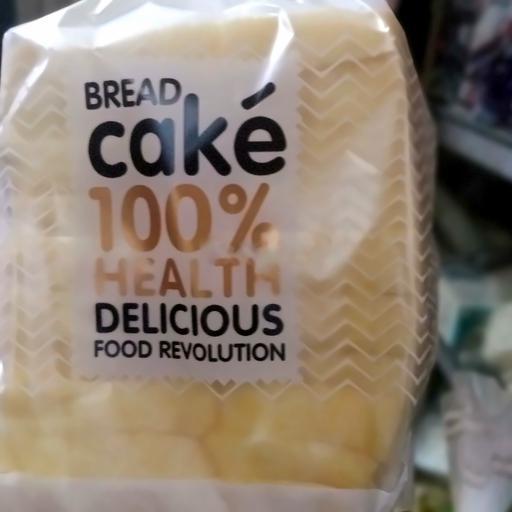 BREAD
caké
100%
HEALTH
DELICIOUS
FOOD REVOLUTION